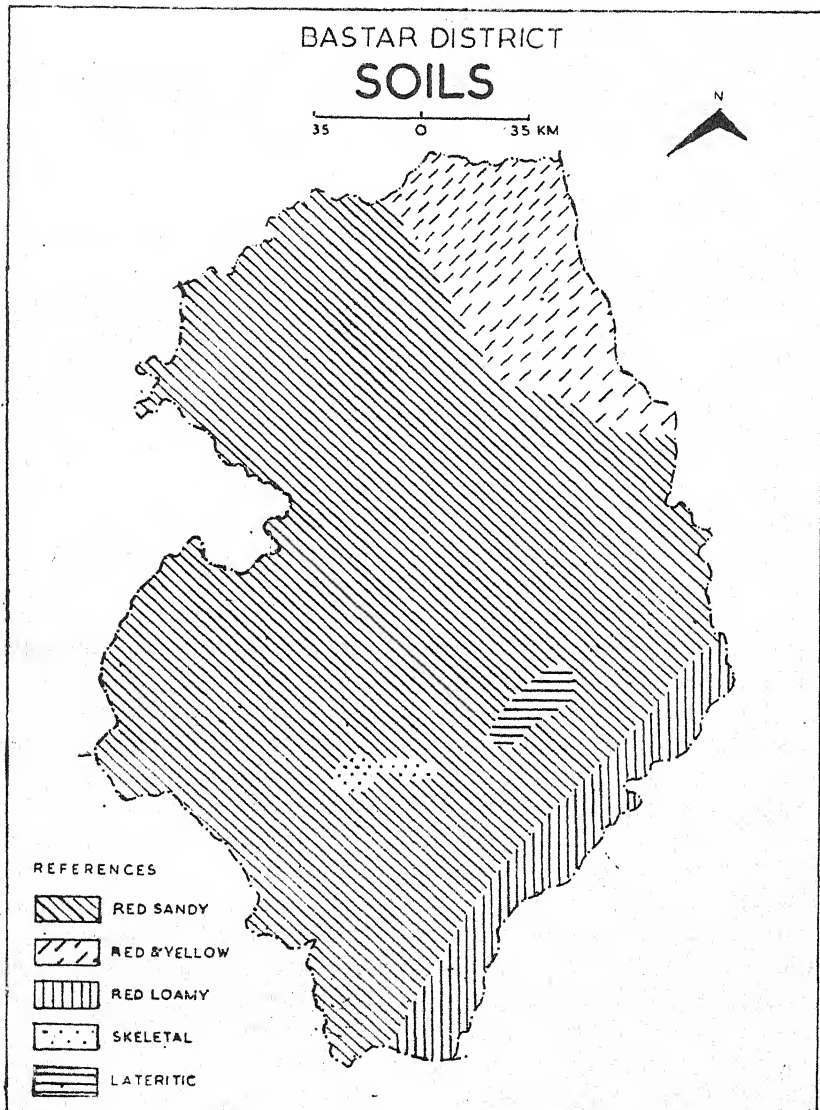 BASTAR DISTRICT
SOILS
35 0 35 KM
N
REFERENCES
RED SANDY
RED & YELLOW
RED LOAMY
SKELETAL
LATERITIC